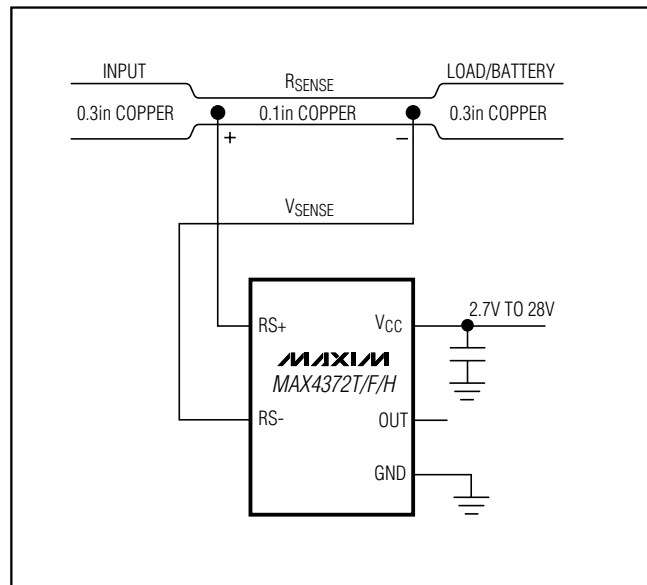 INPUT RSENSE LOAD/BATTERY
0.3in COPPER 0.1in COPPER 0.3in COPPER
+ −
VSENSE
2.7V TO 28V
RS+ VCC
MAXIM
MAX4372T/F/H
RS- OUT
GND